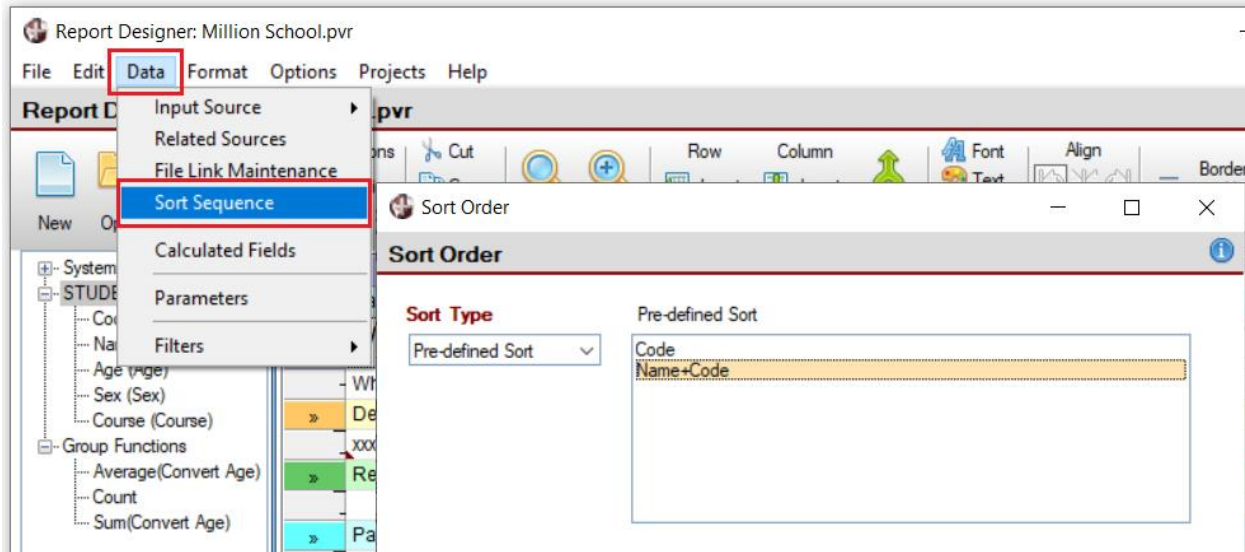 Report Designer: Million School.pvr
File Edit Data Format Options Projects Help
Report D .pvr
Input Source
Related Sources
File Link Maintenance
Sort Sequence
Calculated Fields
Parameters
Filters
Cut
Row Column
Font
Text
Align
Border
New
System
STUDE
Age (Age)
Sex (Sex)
Course (Course)
Group Functions
Average(Convert Age)
Count
Sum(Convert Age)
Wh
De
xxx
Re
Pa
Sort Order
Sort Order
Sort Type
Pre-defined Sort
Pre-defined Sort
Code
Name+Code